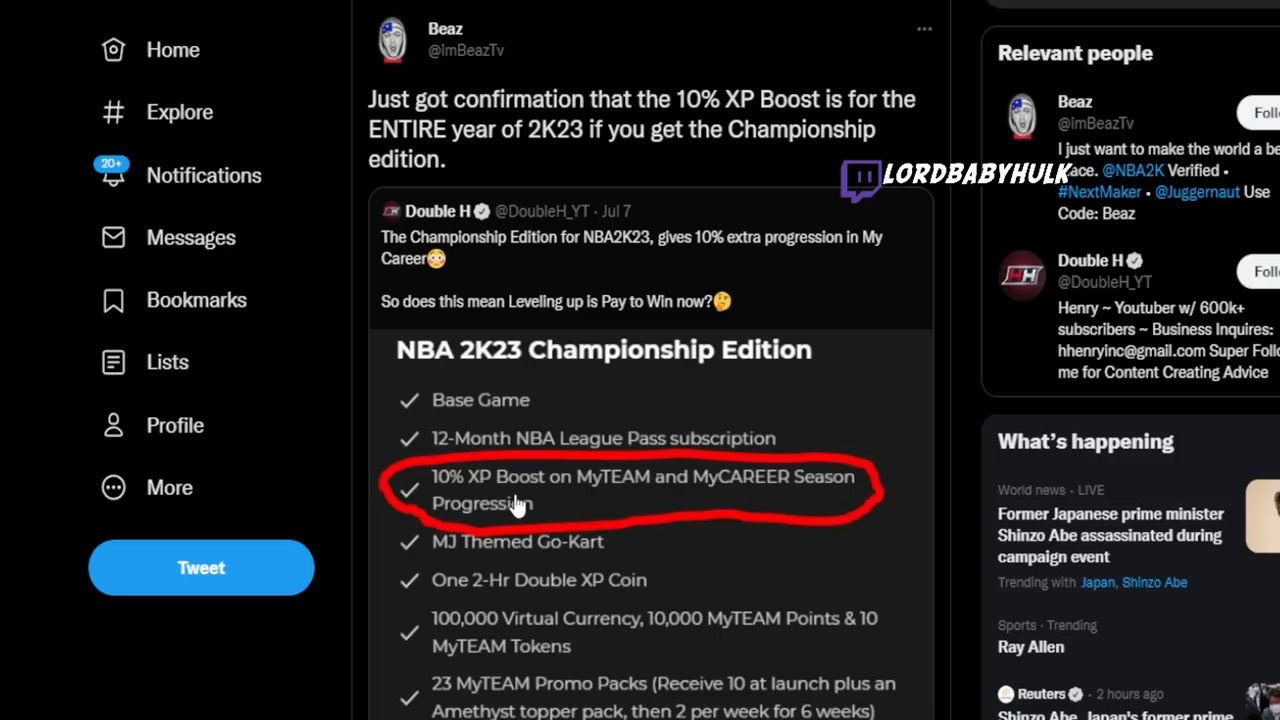 Home
Explore
20+
Notifications
Messages
Bookmarks
Lists
Profile
More
Tweet
Beaz
@imBeazTv
Just got confirmation that the 10% XP Boost is for the
ENTIRE year of 2K23 if you get the Championship
edition.
LORDBABYHULK
Double H @DoubleH_YT · Jul 7
The Championship Edition for NBA2K23, gives 10% extra progression in My
Career😳
So does this mean Leveling up is Pay to Win now?🤔
NBA 2K23 Championship Edition
Base Game
12-Month NBA League Pass subscription
10% XP Boost on MyTEAM and MyCAREER Season
Progression
MJ Themed Go-Kart
One 2-Hr Double XP Coin
100,000 Virtual Currency, 10,000 MyTEAM Points & 10
MyTEAM Tokens
23 MyTEAM Promo Packs (Receive 10 at launch plus an
Amethyst topper pack, then 2 per week for 6 weeks)
Relevant people
Beaz
@imBeazTv
Foll
I just want to make the world a be
@NBA2K Verified •
#NextMaker • @Juggernaut Use
Code: Beaz
Double H
@DoubleH_YT
Foll
Henry ~ Youtuber w/ 600k+
subscribers ~ Business Inquires:
hhenryinc@gmail.com Super Follo
me for Content Creating Advice
What's happening
World news · LIVE
Former Japanese prime minister
Shinzo Abe assassinated during
campaign event
Trending with Japan, Shinzo Abe
Sports · Trending
Ray Allen
Reuters · 2 hours ago
Shinzo Abe, Japan's former prime